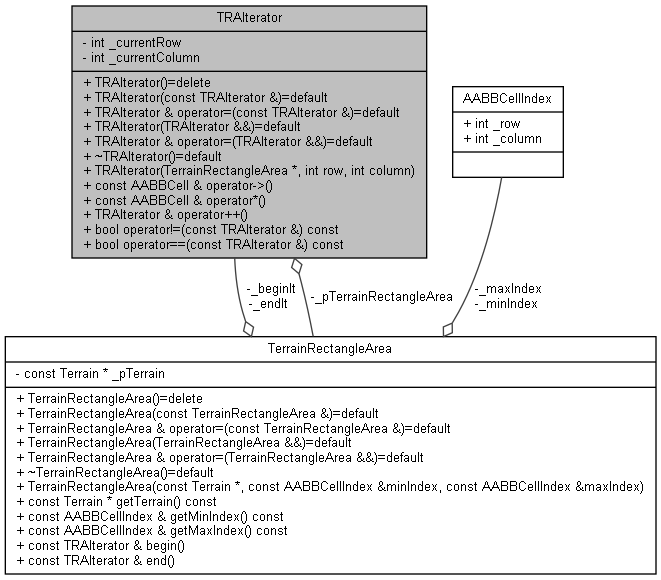 TRAIterator
- int _currentRow
- int _currentColumn
+ TRAIterator()=delete
+ TRAIterator(const TRAIterator &)=default
+ TRAIterator & operator=(const TRAIterator &)=default
+ TRAIterator(TRAIterator &&)=default
+ TRAIterator & operator=(TRAIterator &&)=default
+ ~TRAIterator()=default
+ TRAIterator(TerrainRectangleArea *, int row, int column)
+ const AABBCell & operator->()
+ const AABBCell & operator*()
+ TRAIterator & operator++()
+ bool operator!=(const TRAIterator &) const
+ bool operator==(const TRAIterator &) const
AABBCellIndex
+ int _row
+ int _column
-_beginIt
-_endIt
-_pTerrainRectangleArea
-_maxIndex
-_minIndex
TerrainRectangleArea
- const Terrain * _pTerrain
+ TerrainRectangleArea()=delete
+ TerrainRectangleArea(const TerrainRectangleArea &)=default
+ TerrainRectangleArea & operator=(const TerrainRectangleArea &)=default
+ TerrainRectangleArea(TerrainRectangleArea &&)=default
+ TerrainRectangleArea & operator=(TerrainRectangleArea &&)=default
+ ~TerrainRectangleArea()=default
+ TerrainRectangleArea(const Terrain *, const AABBCellIndex &minIndex, const AABBCellIndex &maxIndex)
+ const Terrain * getTerrain() const
+ const AABBCellIndex & getMinIndex() const
+ const AABBCellIndex & getMaxIndex() const
+ const TRAIterator & begin()
+ const TRAIterator & end()